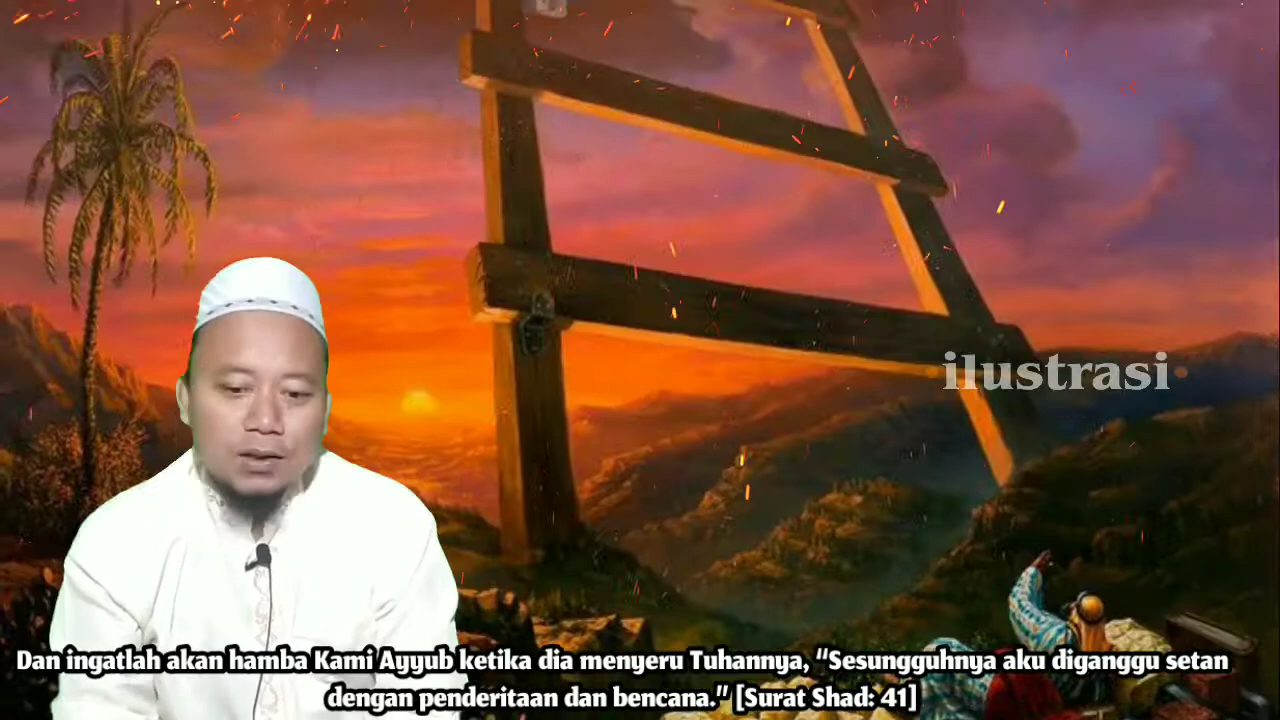 ilustrasi
Dan ingatlah akan hamba Kami Ayyub ketika dia menyeru Tuhannya, "Sesungguhnya aku diganggu setan
dengan penderitaan dan bencana." [Surat Shad: 41]